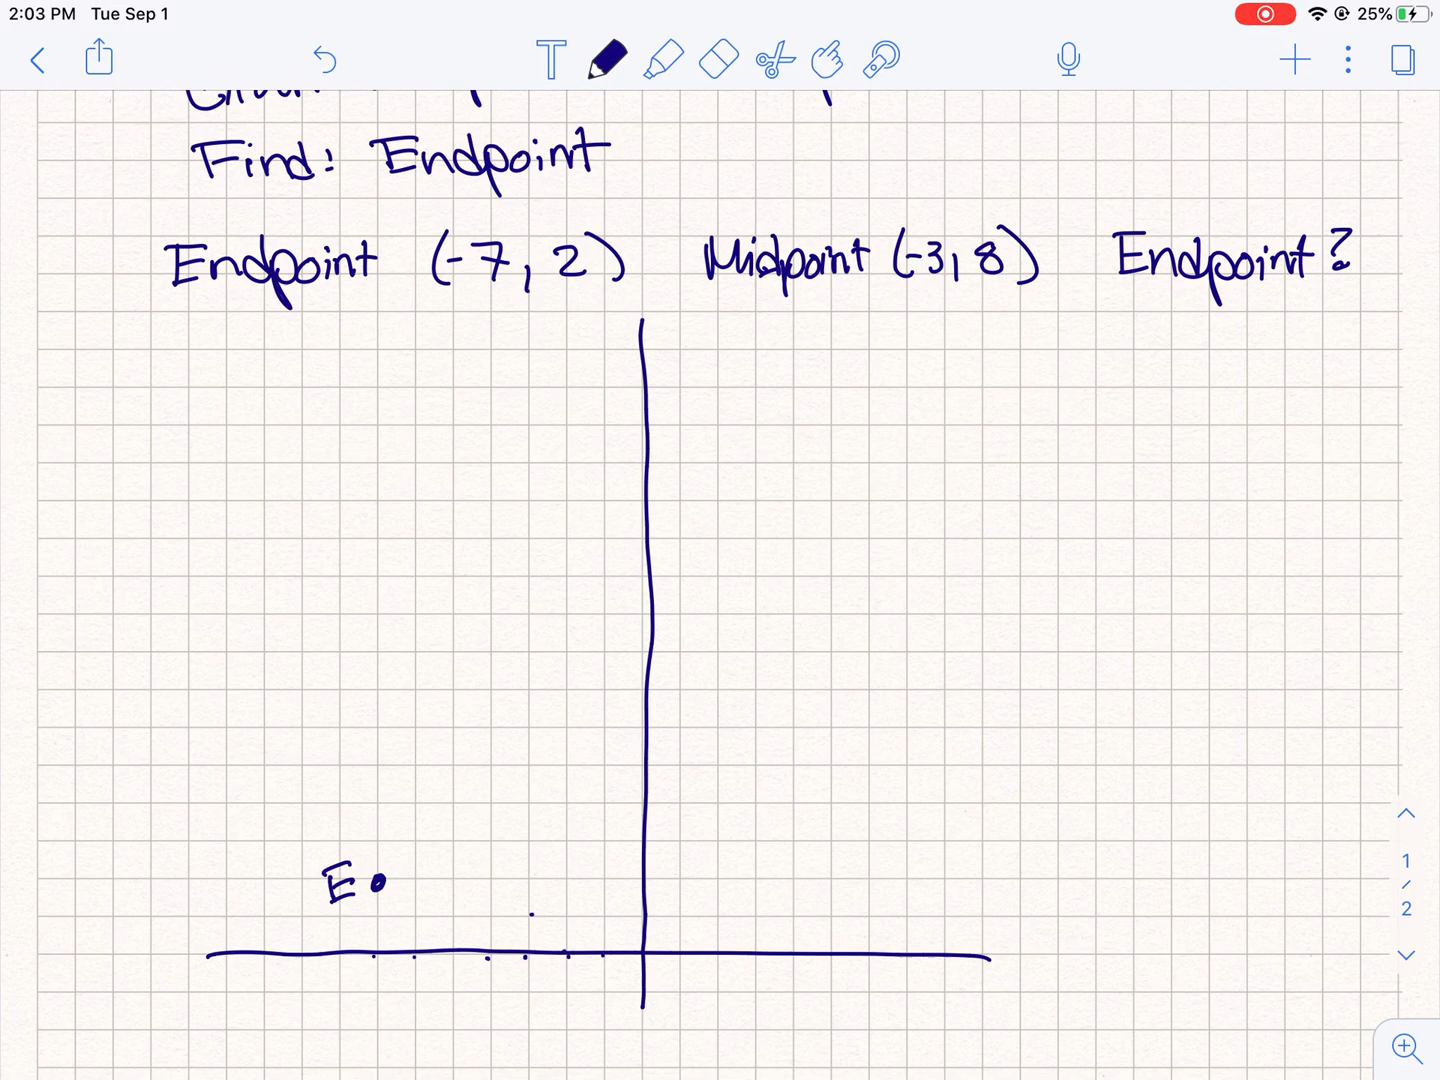 2:03 PM Tue Sep 1 25%
T
Find: Endpoint
Endpoint (-7, 2) Midpoint (-3, 8) Endpoint?
E
1
/
2